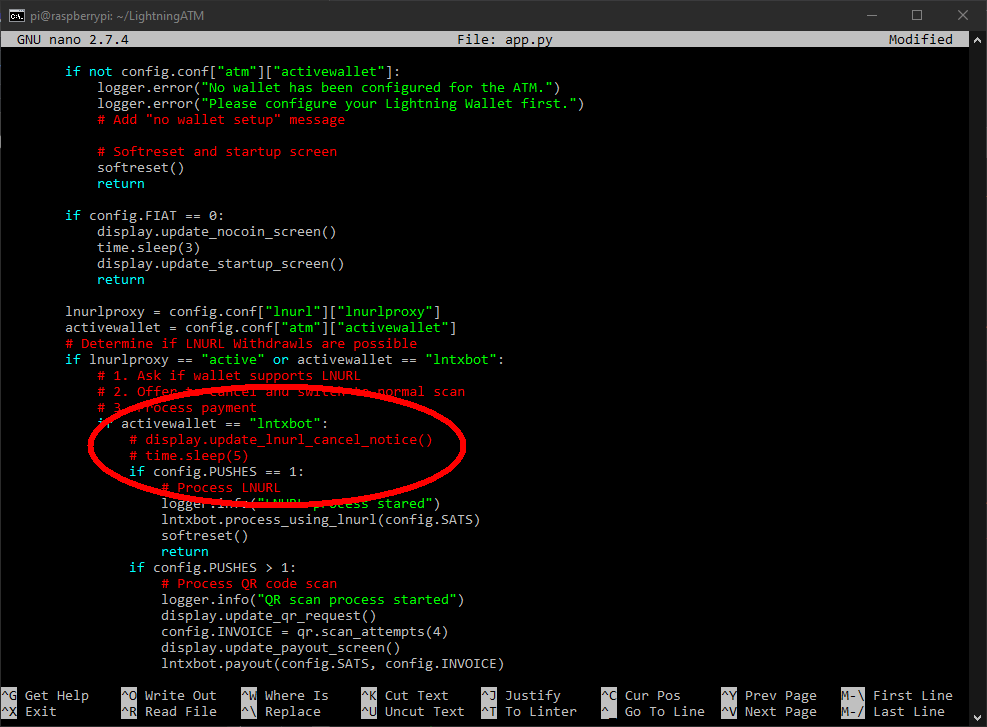 pi@raspberrypi: ~/LightningATM
GNU nano 2.7.4 File: app.py Modified
if not config.conf["atm"]["activewallet"]:
logger.error("No wallet has been configured for the ATM.")
logger.error("Please configure your Lightning Wallet first.")
# Add "no wallet setup" message
# Softreset and startup screen
softreset()
return
if config.FIAT == 0:
display.update_nocoin_screen()
time.sleep(3)
display.update_startup_screen()
return
lnurlproxy = config.conf["lnurl"]["lnurlproxy"]
activewallet = config.conf["atm"]["activewallet"]
# Determine if LNURL Withdrawls are possible
if lnurlproxy == "active" or activewallet == "lntxbot":
# 1. Ask if wallet supports LNURL
# 2. Offer to cancel and switch to normal scan
# 3. Process payment
if activewallet == "lntxbot":
# display.update_lnurl_cancel_notice()
# time.sleep(5)
if config.PUSHES == 1:
# Process LNURL
logger.info("LNURL process stared")
lntxbot.process_using_lnurl(config.SATS)
softreset()
return
if config.PUSHES > 1:
# Process QR code scan
logger.info("QR scan process started")
display.update_qr_request()
config.INVOICE = qr.scan_attempts(4)
display.update_payout_screen()
lntxbot.payout(config.SATS, config.INVOICE)
^G Get Help ^O Write Out ^W Where Is ^K Cut Text ^J Justify ^C Cur Pos ^Y Prev Page M-\ First Line
^X Exit ^R Read File ^\ Replace ^U Uncut Text ^T To Linter ^_ Go To Line ^V Next Page M-/ Last Line